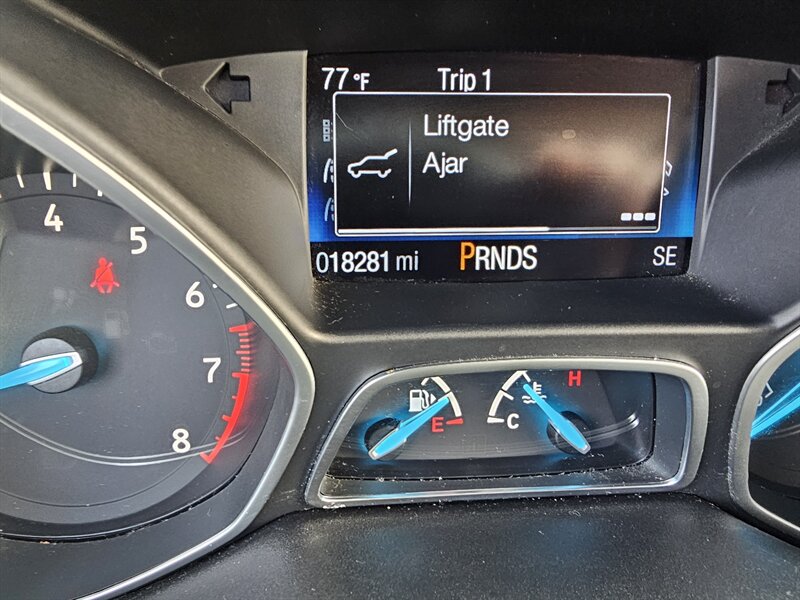 77 °F Trip 1
Liftgate
Ajar
018281 mi PRNDS SE
4
5
6
7
8
E
C
H